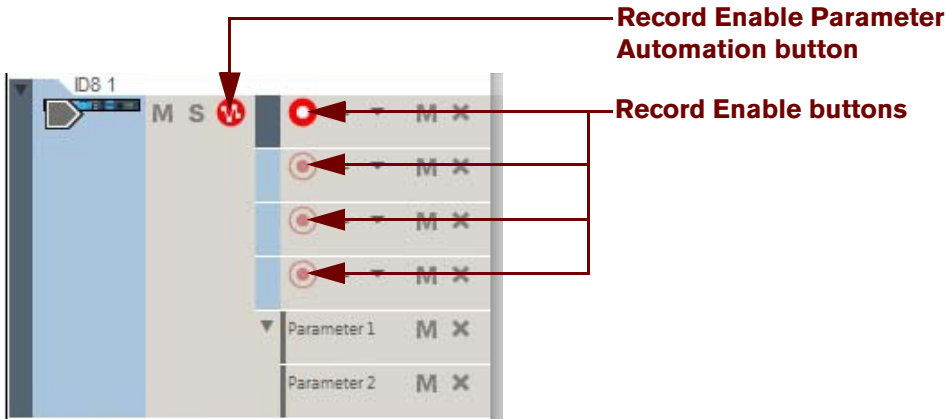 Record Enable Parameter
Automation button
ID8 1
M S
M ✕
Record Enable buttons
M ✕
M ✕
M ✕
Parameter 1 M ✕
Parameter 2 M ✕